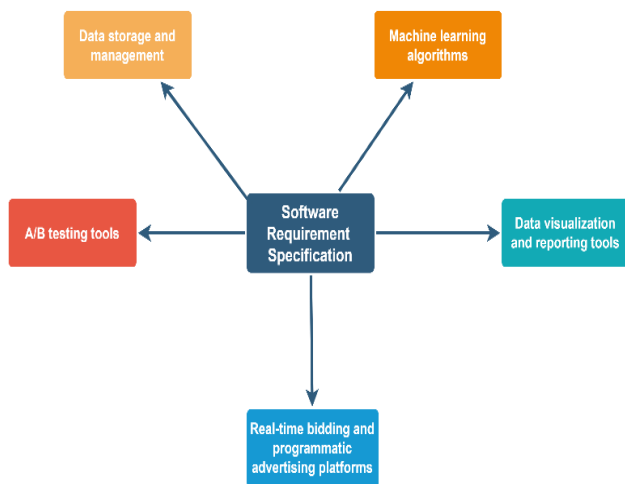 Data storage and
management
Machine learning
algorithms
Software
Requirement
Specification
A/B testing tools
Data visualization
and reporting tools
Real-time bidding and
programmatic
advertising platforms